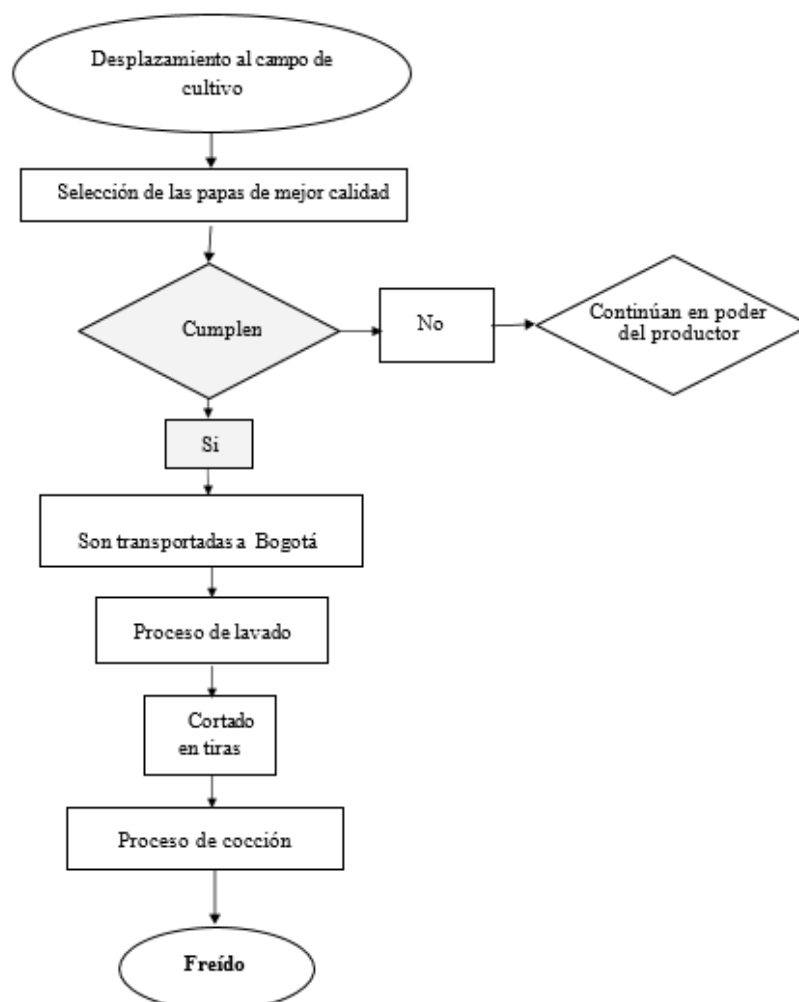 Desplazamiento al campo de
cultivo
Selección de las papas de mejor calidad
Cumplen
No
Continúan en poder
del productor
Si
Son transportadas a Bogotá
Proceso de lavado
Cortado
en tiras
Proceso de cocción
Freído